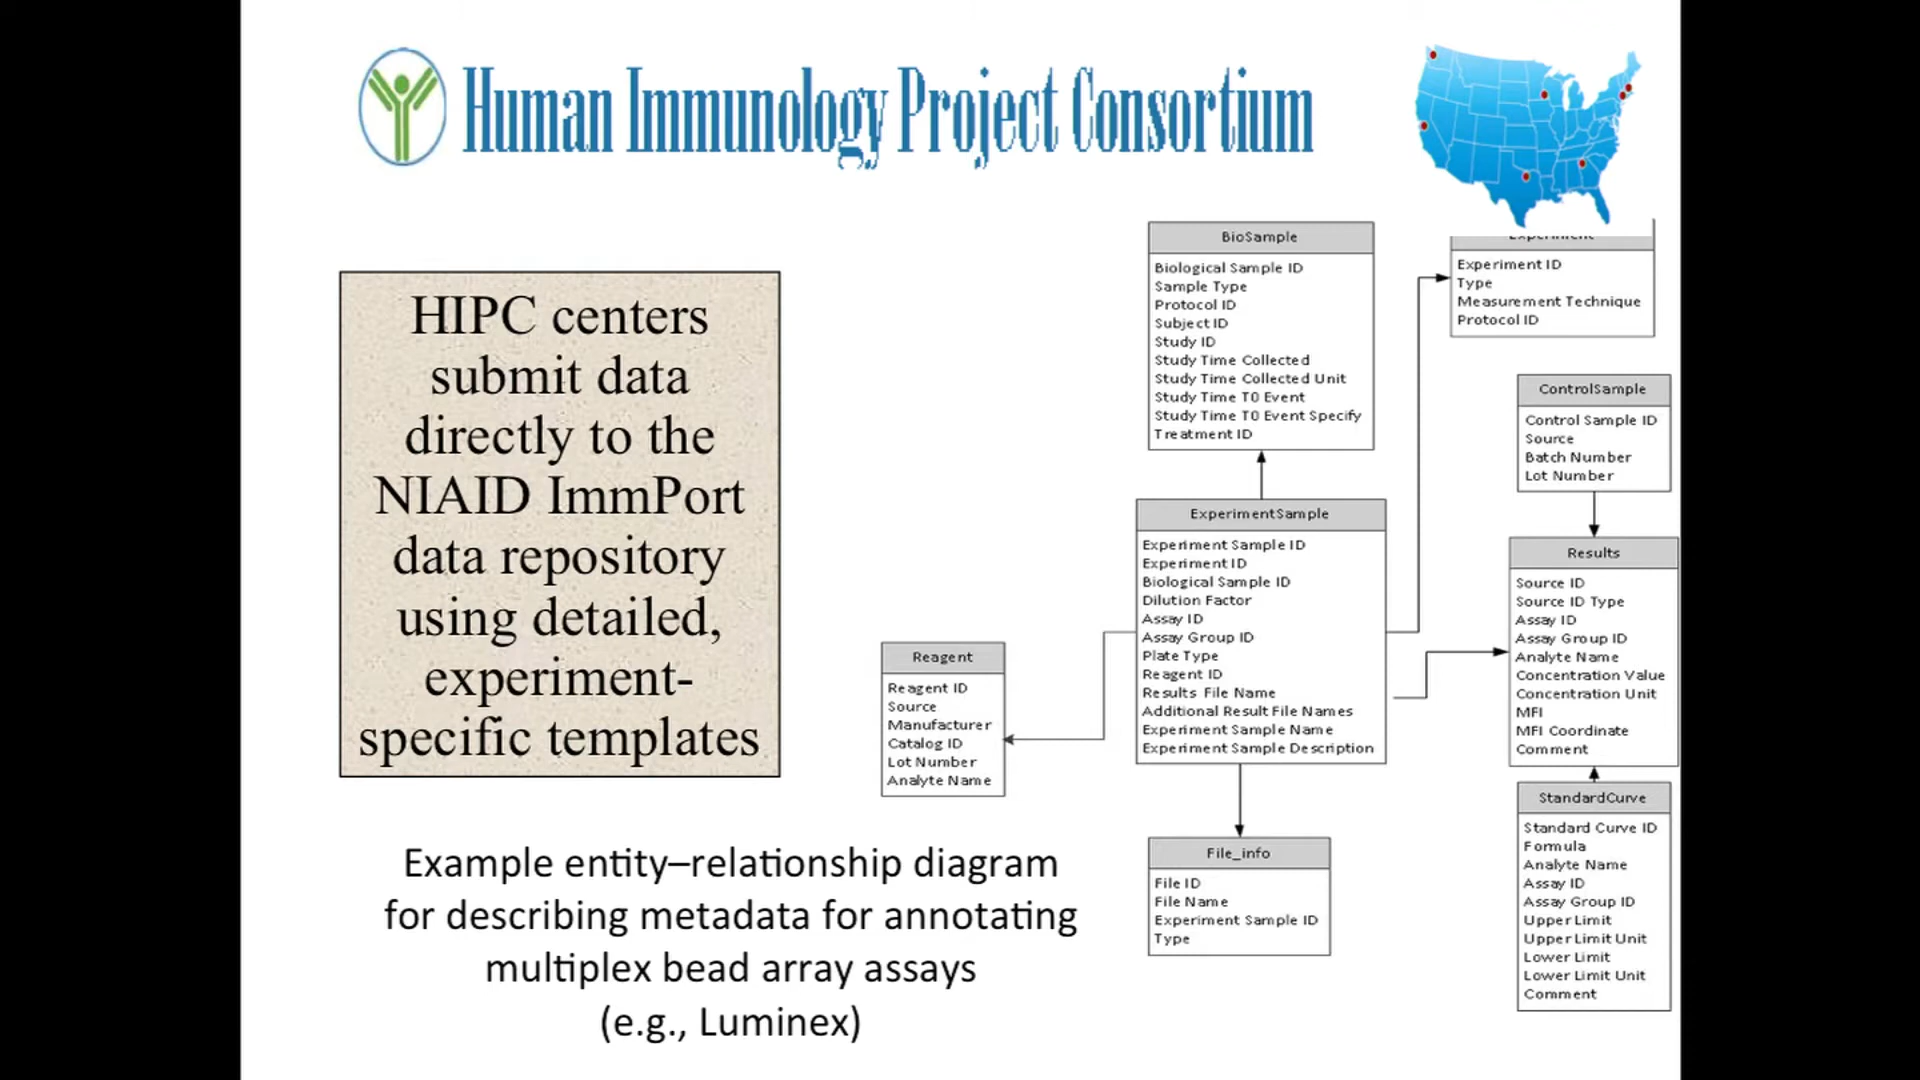 Human Immunology Project Consortium
HIPC centers
submit data
directly to the
NIAID ImmPort
data repository
using detailed,
experiment-
specific templates
Example entity–relationship diagram
for describing metadata for annotating
multiplex bead array assays
(e.g., Luminex)
BioSample
Biological Sample ID
Sample Type
Protocol ID
Subject ID
Study ID
Study Time Collected
Study Time Collected Unit
Study Time T0 Event
Study Time T0 Event Specify
Treatment ID
Experiment
Experiment ID
Type
Measurement Technique
Protocol ID
ControlSample
Control Sample ID
Source
Batch Number
Lot Number
ExperimentSample
Experiment Sample ID
Experiment ID
Biological Sample ID
Dilution Factor
Assay ID
Assay Group ID
Plate Type
Reagent ID
Results File Name
Additional Result File Names
Experiment Sample Name
Experiment Sample Description
Results
Source ID
Source ID Type
Assay ID
Assay Group ID
Analyte Name
Concentration Value
Concentration Unit
MFI
MFI Coordinate
Comment
Reagent
Reagent ID
Source
Manufacturer
Catalog ID
Lot Number
Analyte Name
File_info
File ID
File Name
Experiment Sample ID
Type
StandardCurve
Standard Curve ID
Formula
Analyte Name
Assay ID
Assay Group ID
Upper Limit
Upper Limit Unit
Lower Limit
Lower Limit Unit
Comment